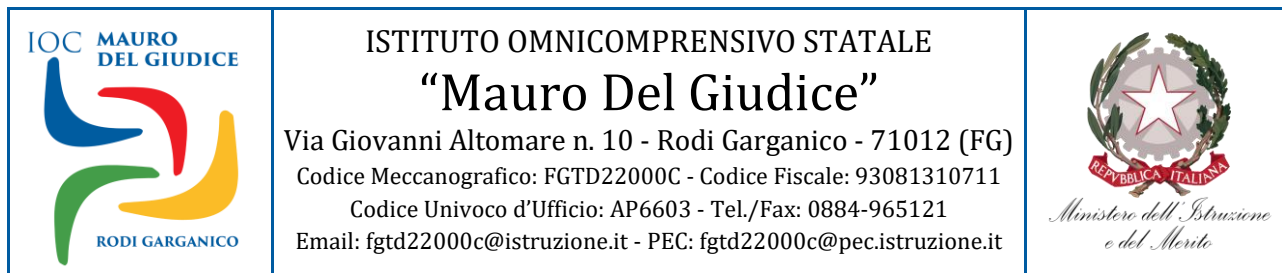 IOC MAURO
DEL GIUDICE
RODI GARGANICO
ISTITUTO OMNICOMPRENSIVO STATALE
“Mauro Del Giudice”
Via Giovanni Altomare n. 10 - Rodi Garganico - 71012 (FG)
Codice Meccanografico: FGTD22000C - Codice Fiscale: 93081310711
Codice Univoco d’Ufficio: AP6603 - Tel./Fax: 0884-965121
Email: fgtd22000c@istruzione.it - PEC: fgtd22000c@pec.istruzione.it
REPVBBLICA ITALIANA
Ministero dell'Istruzione
e del Merito